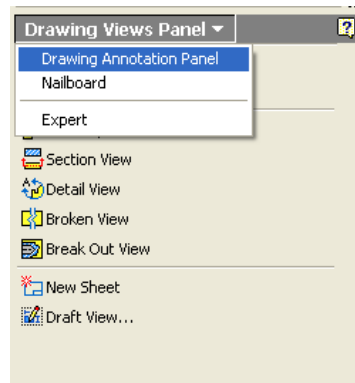 Drawing Views Panel
Drawing Annotation Panel
Nailboard
Expert
Section View
Detail View
Broken View
Break Out View
New Sheet
Draft View...